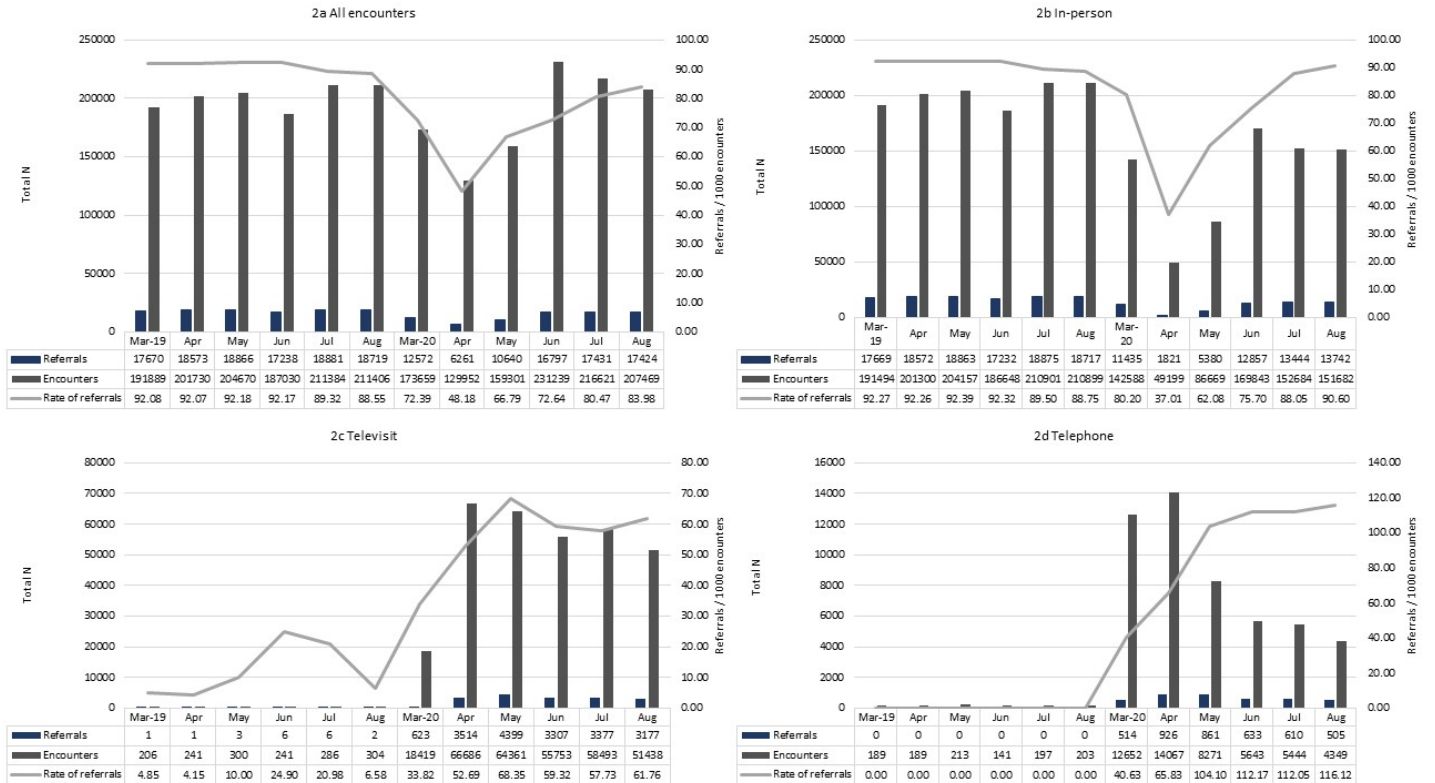 2a All encounters
250000 100.00
90.00
200000 80.00
70.00
150000 60.00
50.00
100000 40.00
30.00
50000 20.00
10.00
0 0.00
Total N
Referrals / 1000 encounters
Mar-19 Apr May Jun Jul Aug Mar-20 Apr May Jun Jul Aug
Referrals 17670 18573 18866 17238 18881 18719 12572 6261 10640 16797 17431 17424
Encounters 191889 201730 204670 187030 211384 211406 173659 129952 159301 231239 216621 207469
Rate of referrals 92.08 92.07 92.18 92.17 89.32 88.55 72.39 48.18 66.79 72.64 80.47 83.98
2b In-person
250000 100.00
90.00
200000 80.00
70.00
150000 60.00
50.00
100000 40.00
30.00
50000 20.00
10.00
0 0.00
Total N
Referrals / 1000 encounters
Mar-19 Apr May Jun Jul Aug Mar-20 Apr May Jun Jul Aug
Referrals 17669 18572 18863 17232 18875 18717 11435 1821 5380 12857 13444 13742
Encounters 191494 201300 204157 186648 210901 210899 142588 49199 86669 169843 152684 151682
Rate of referrals 92.27 92.26 92.39 92.32 89.50 88.75 80.20 37.01 62.08 75.70 88.05 90.60
2c Televisit
80000 80.00
70000 70.00
60000 60.00
50000 50.00
40000 40.00
30000 30.00
20000 20.00
10000 10.00
0 0.00
Total N
Referrals / 1000 encounters
Mar-19 Apr May Jun Jul Aug Mar-20 Apr May Jun Jul Aug
Referrals 1 1 3 6 6 2 623 3514 4399 3307 3377 3177
Encounters 206 241 300 241 286 304 18419 66686 64361 55753 58493 51438
Rate of referrals 4.85 4.15 10.00 24.90 20.98 6.58 33.82 52.69 68.35 59.32 57.73 61.76
2d Telephone
16000 140.00
14000 120.00
12000 100.00
10000 80.00
8000 60.00
6000 40.00
4000 20.00
2000 0.00
0
Total N
Referrals / 1000 encounters
Mar-19 Apr May Jun Jul Aug Mar-20 Apr May Jun Jul Aug
Referrals 0 0 0 0 0 0 514 926 861 633 610 505
Encounters 189 189 213 141 197 203 12652 14067 8271 5643 5444 4349
Rate of referrals 0.00 0.00 0.00 0.00 0.00 0.00 40.63 65.83 104.10 112.17 112.05 116.12